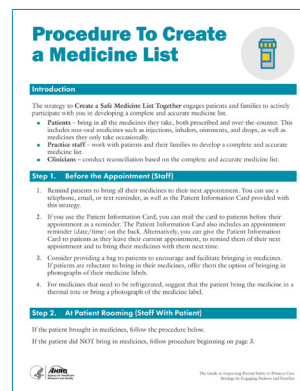 Procedure To Create
a Medicine List
Introduction
The strategy to Create a Safe Medicine List Together engages patients and families to actively
participate with you in developing a complete and accurate medicine list.
Patients – bring in all the medicines they take, both prescribed and over-the-counter. This
includes non-oral medicines such as injections, inhalers, ointments, and drops, as well as
medicines they only take occasionally.
Practice staff – work with patients and their families to develop a complete and accurate
medicine list.
Clinicians – conduct reconciliation based on the complete and accurate medicine list.
Step 1. Before the Appointment (Staff)
1. Remind patients to bring all their medicines to their next appointment. You can use a
telephone, email, or text reminder, as well as the Patient Information Card provided with
this strategy.
2. If you use the Patient Information Card, you can mail the card to patients before their
appointment as a reminder. The Patient Information Card also includes an appointment
reminder (date/time) on the back. Alternatively, you can give the Patient Information
Card to patients as they leave their current appointment, to remind them of their next
appointment and to bring their medicines with them next time.
3. Consider providing a bag to patients to encourage and facilitate bringing in medicines.
If patients are reluctant to bring in their medicines, offer them the option of bringing in
photographs of their medicine labels.
4. For medicines that need to be refrigerated, suggest that the patient bring the medicine in a
thermal tote or bring a photograph of the medicine label.
Step 2. At Patient Rooming (Staff With Patient)
If the patient brought in medicines, follow the procedure below.
If the patient did NOT bring in medicines, follow procedure beginning on page 3.
AHRQ
Agency for Healthcare
Research and Quality
The Guide to Improving Patient Safety in Primary Care
Settings by Engaging Patients and Families